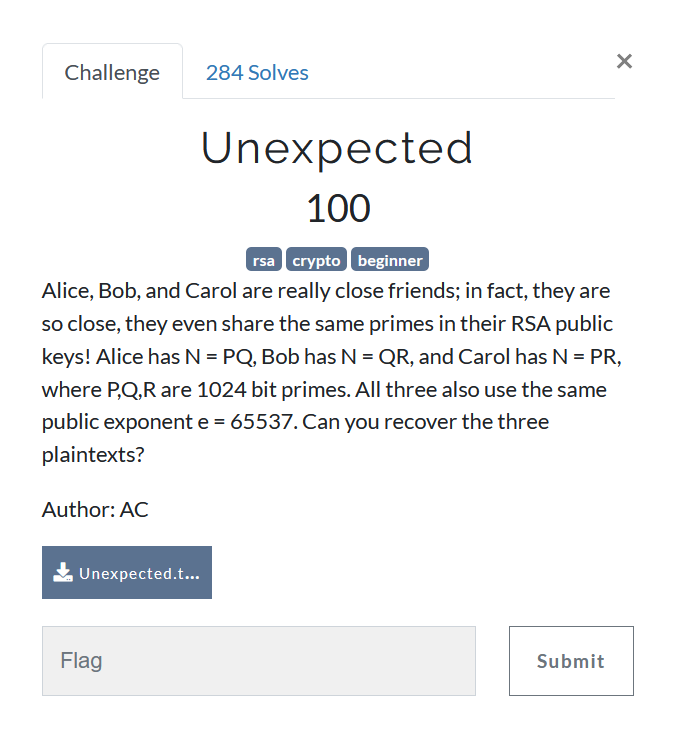 Challenge
284 Solves
×
Unexpected
100
rsa crypto beginner
Alice, Bob, and Carol are really close friends; in fact, they are
so close, they even share the same primes in their RSA public
keys! Alice has N = PQ, Bob has N = QR, and Carol has N = PR,
where P,Q,R are 1024 bit primes. All three also use the same
public exponent e = 65537. Can you recover the three
plaintexts?
Author: AC
Unexpected.t...
Flag
Submit